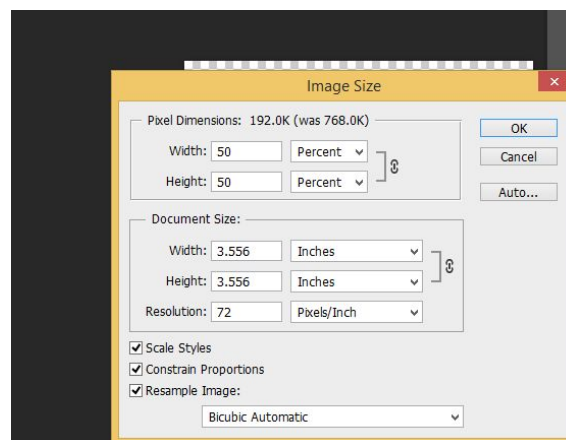 Image Size
Pixel Dimensions: 192.0K (was 768.0K)
OK
Width: 50 Percent
Cancel
Height: 50 Percent
Auto...
Document Size:
Width: 3.556 Inches
Height: 3.556 Inches
Resolution: 72 Pixels/Inch
Scale Styles
Constrain Proportions
Resample Image:
Bicubic Automatic